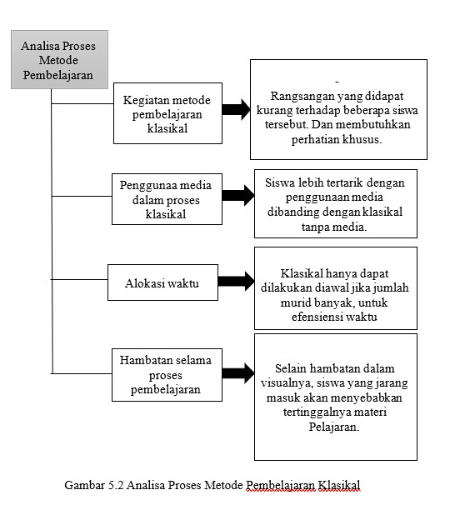 Analisa Proses
Metode
Pembelajaran
Kegiatan metode
pembelajaran
klasikal
-
Rangsangan yang didapat
kurang terhadap beberapa siswa
tersebut. Dan membutuhkan
perhatian khusus.
Penggunaa media
dalam proses
klasikal
Siswa lebih tertarik dengan
penggunaan media
dibanding dengan klasikal
tanpa media.
Alokasi waktu
Klasikal hanya dapat
dilakukan diawal jika jumlah
murid banyak, untuk
efensiensi waktu
Hambatan selama
proses
pembelajaran
Selain hambatan dalam
visualnya, siswa yang jarang
masuk akan menyebabkan
tertinggalnya materi
Pelajaran.
Gambar 5.2 Analisa Proses Metode Pembelajaran Klasikal